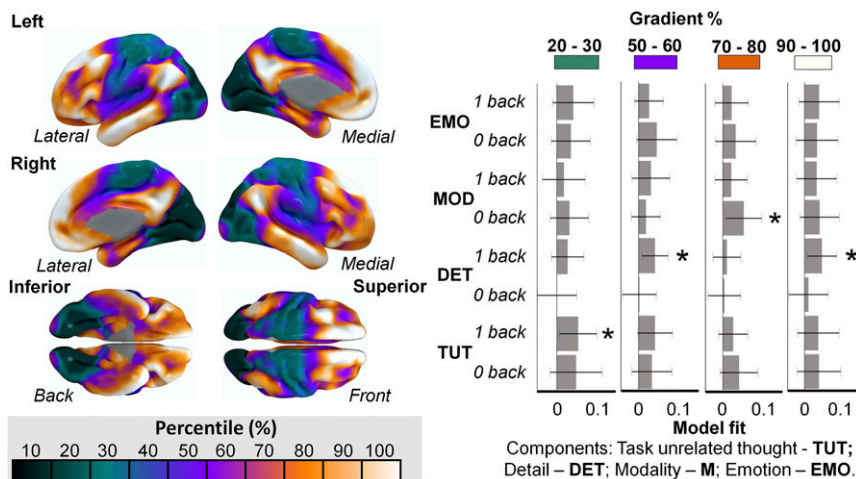 Left
Lateral
Medial
Right
Lateral
Medial
Inferior
Superior
Back
Front
Percentile (%)
10 20 30 40 50 60 70 80 90 100
Gradient %
20 - 30 50 - 60 70 - 80 90 - 100
EMO
1 back
0 back
MOD
1 back
0 back *
DET
1 back * *
0 back
TUT
1 back *
0 back
0 0.1 0 0.1 0 0.1 0 0.1
Model fit
Components: Task unrelated thought - TUT;
Detail – DET; Modality – M; Emotion – EMO.